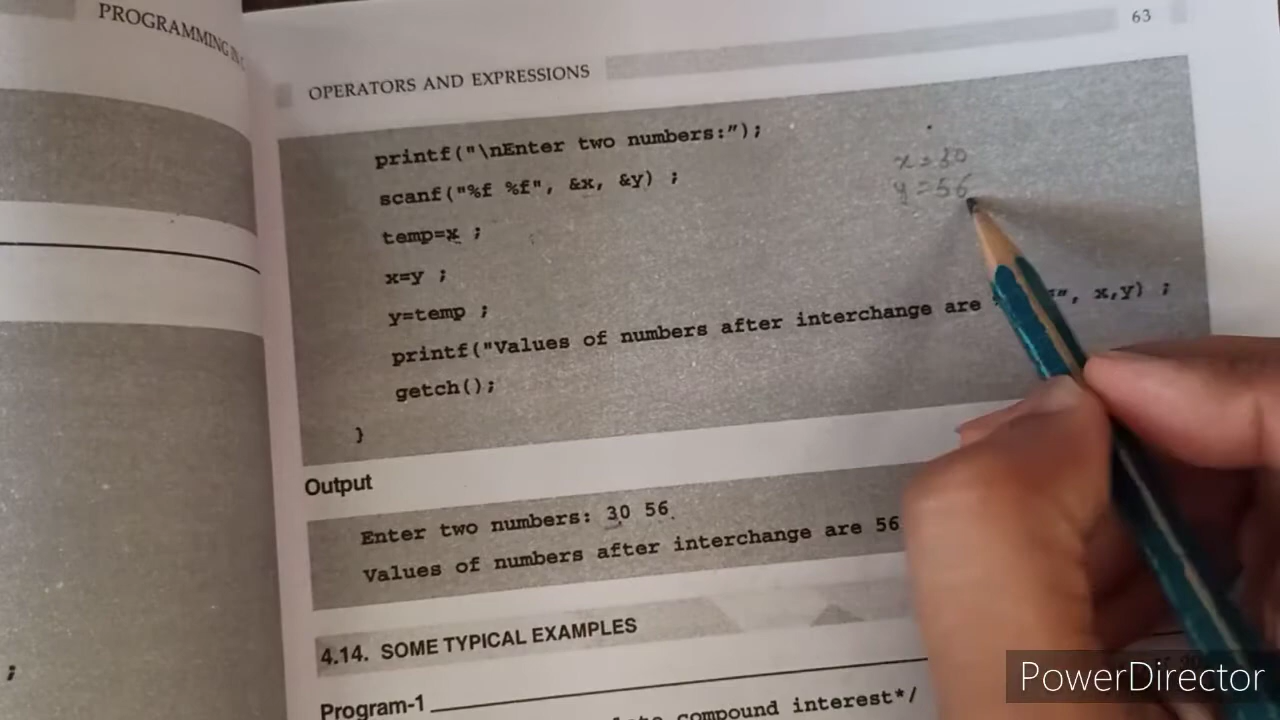 PROGRAMMING IN C
63
OPERATORS AND EXPRESSIONS
printf("\nEnter two numbers:");
scanf("%f %f", &x, &y) ;
temp=x ;
x=y ;
y=temp ;
printf("Values of numbers after interchange are ", x,y) ;
getch();
}
x=30
y=56
Output
Enter two numbers: 30 56
Values of numbers after interchange are 56
4.14. SOME TYPICAL EXAMPLES
Program-1
compound interest*/
;
PowerDirector